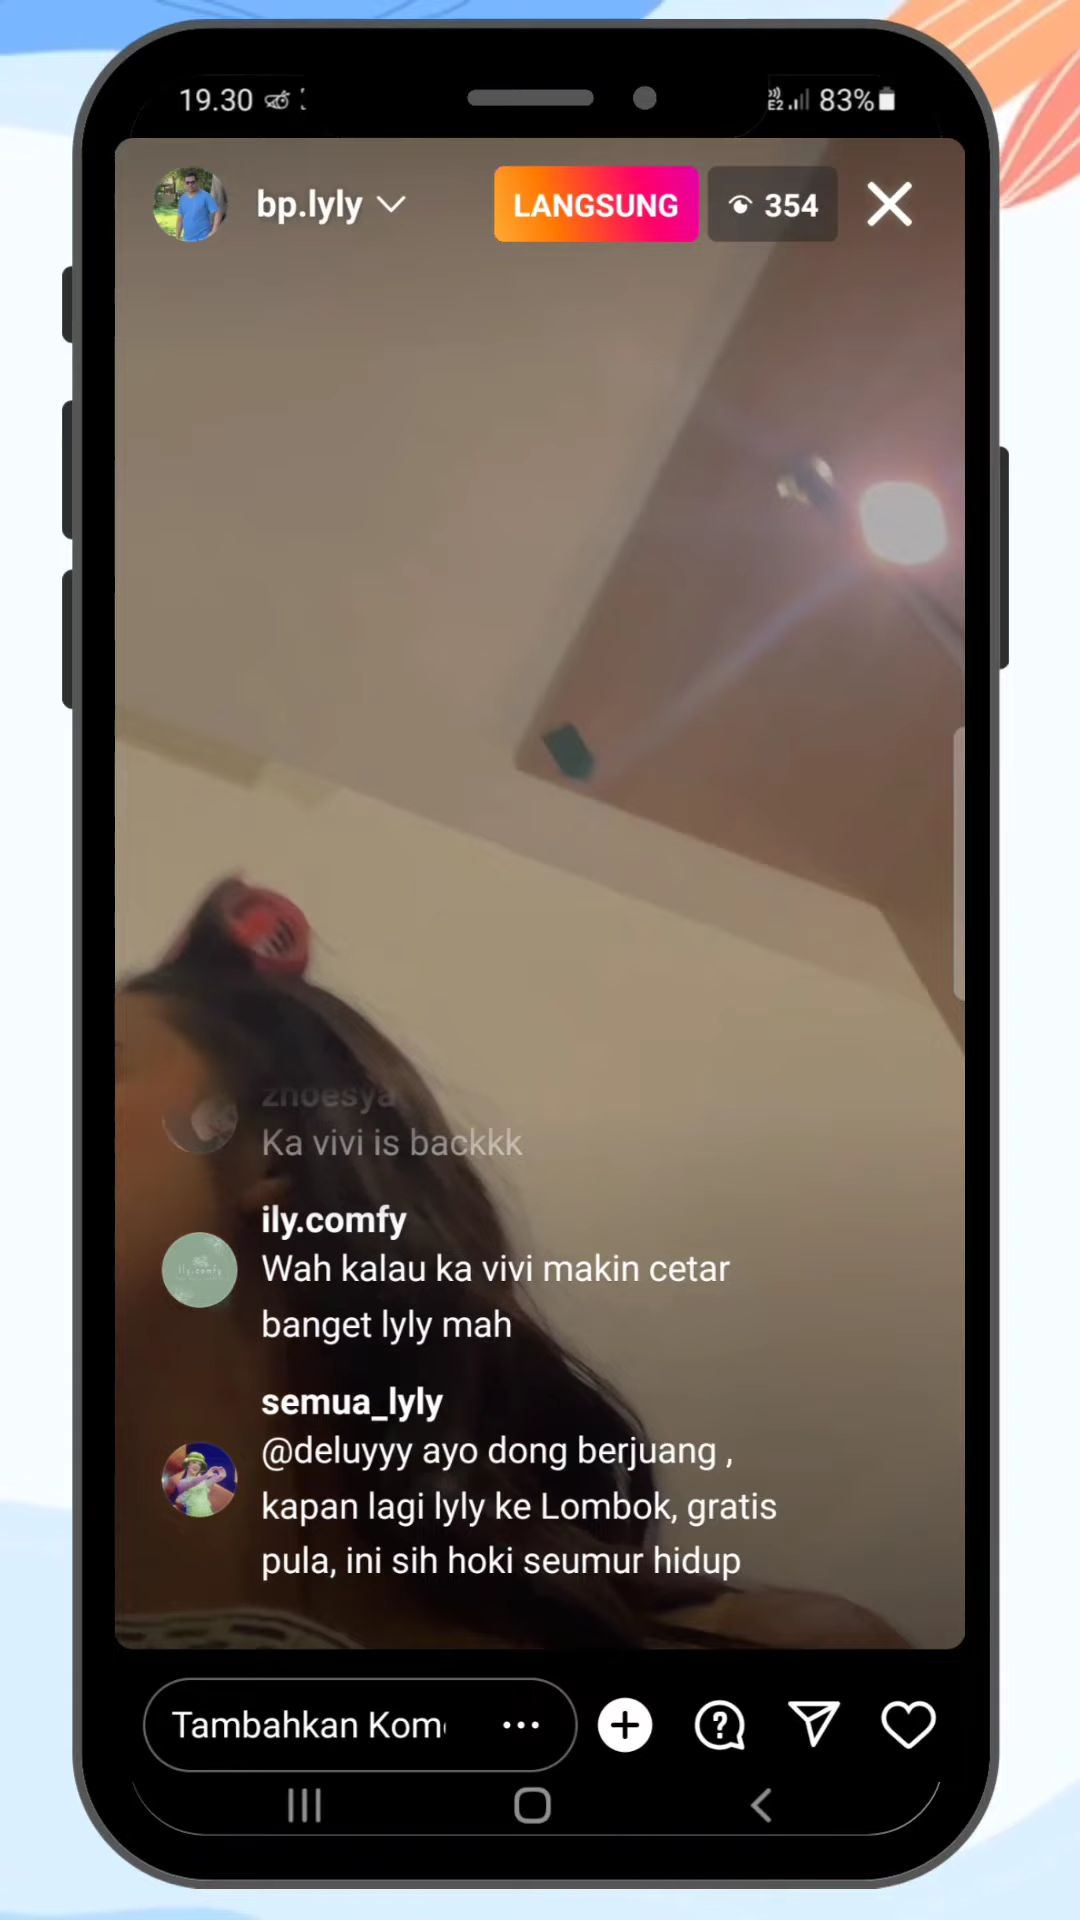 19.30
83%
bp.lyly
LANGSUNG
354
zhoesya
Ka vivi is backkk
ily.comfy
Wah kalau ka vivi makin cetar
banget lyly mah
semua_lyly
@deluyyy ayo dong berjuang ,
kapan lagi lyly ke Lombok, gratis
pula, ini sih hoki seumur hidup
Tambahkan Kom